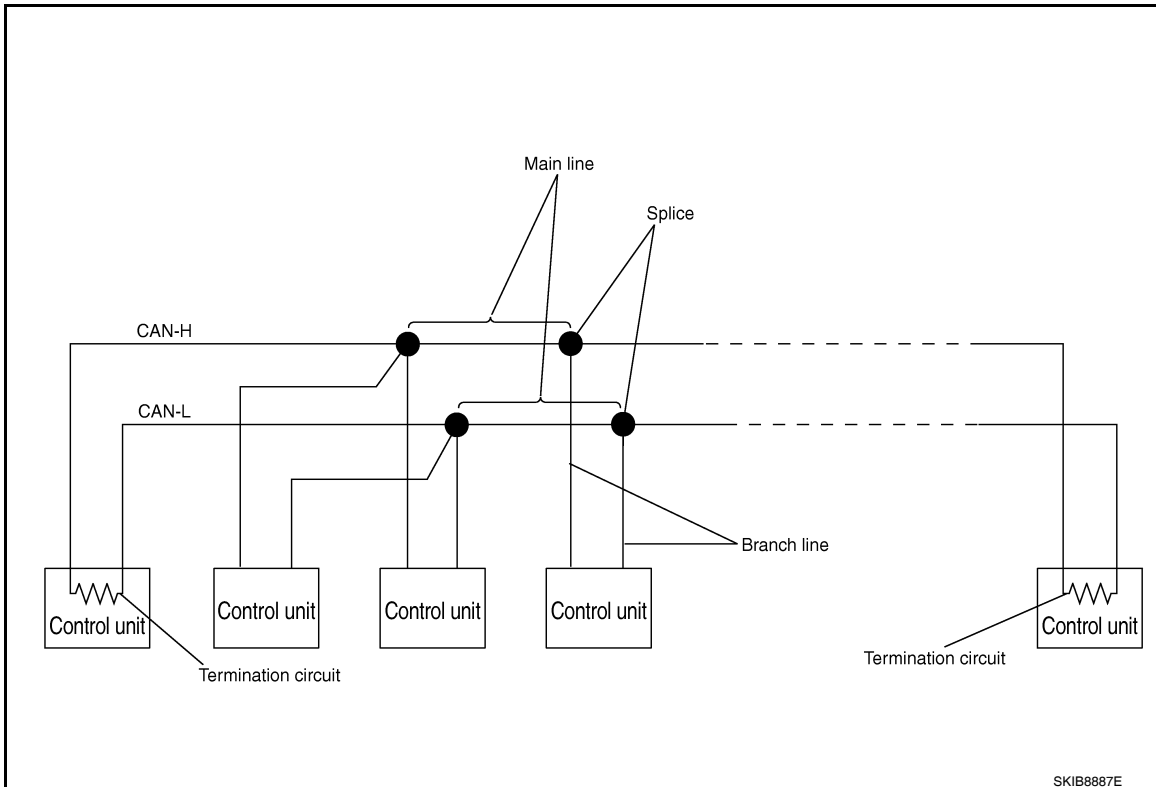 Main line
Splice
CAN-H
CAN-L
Branch line
Control unit
Control unit
Control unit
Control unit
Control unit
Termination circuit
Termination circuit
SKIB8887E